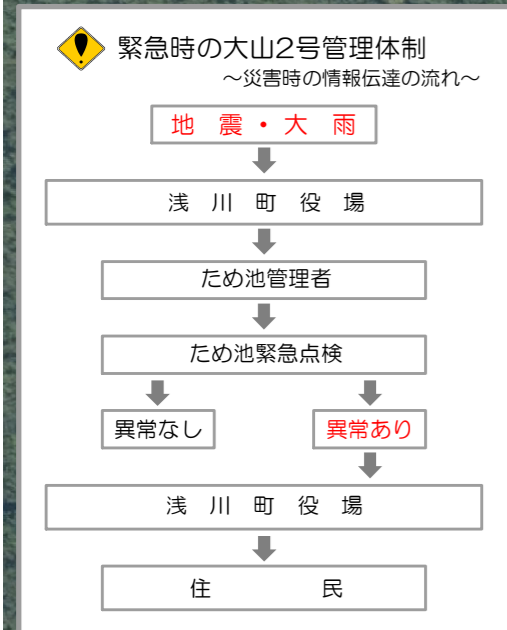 緊急時の大山2号管理体制
～災害時の情報伝達の流れ～
地震・大雨
浅川町役場
ため池管理者
ため池緊急点検
異常なし 異常あり
浅川町役場
住民